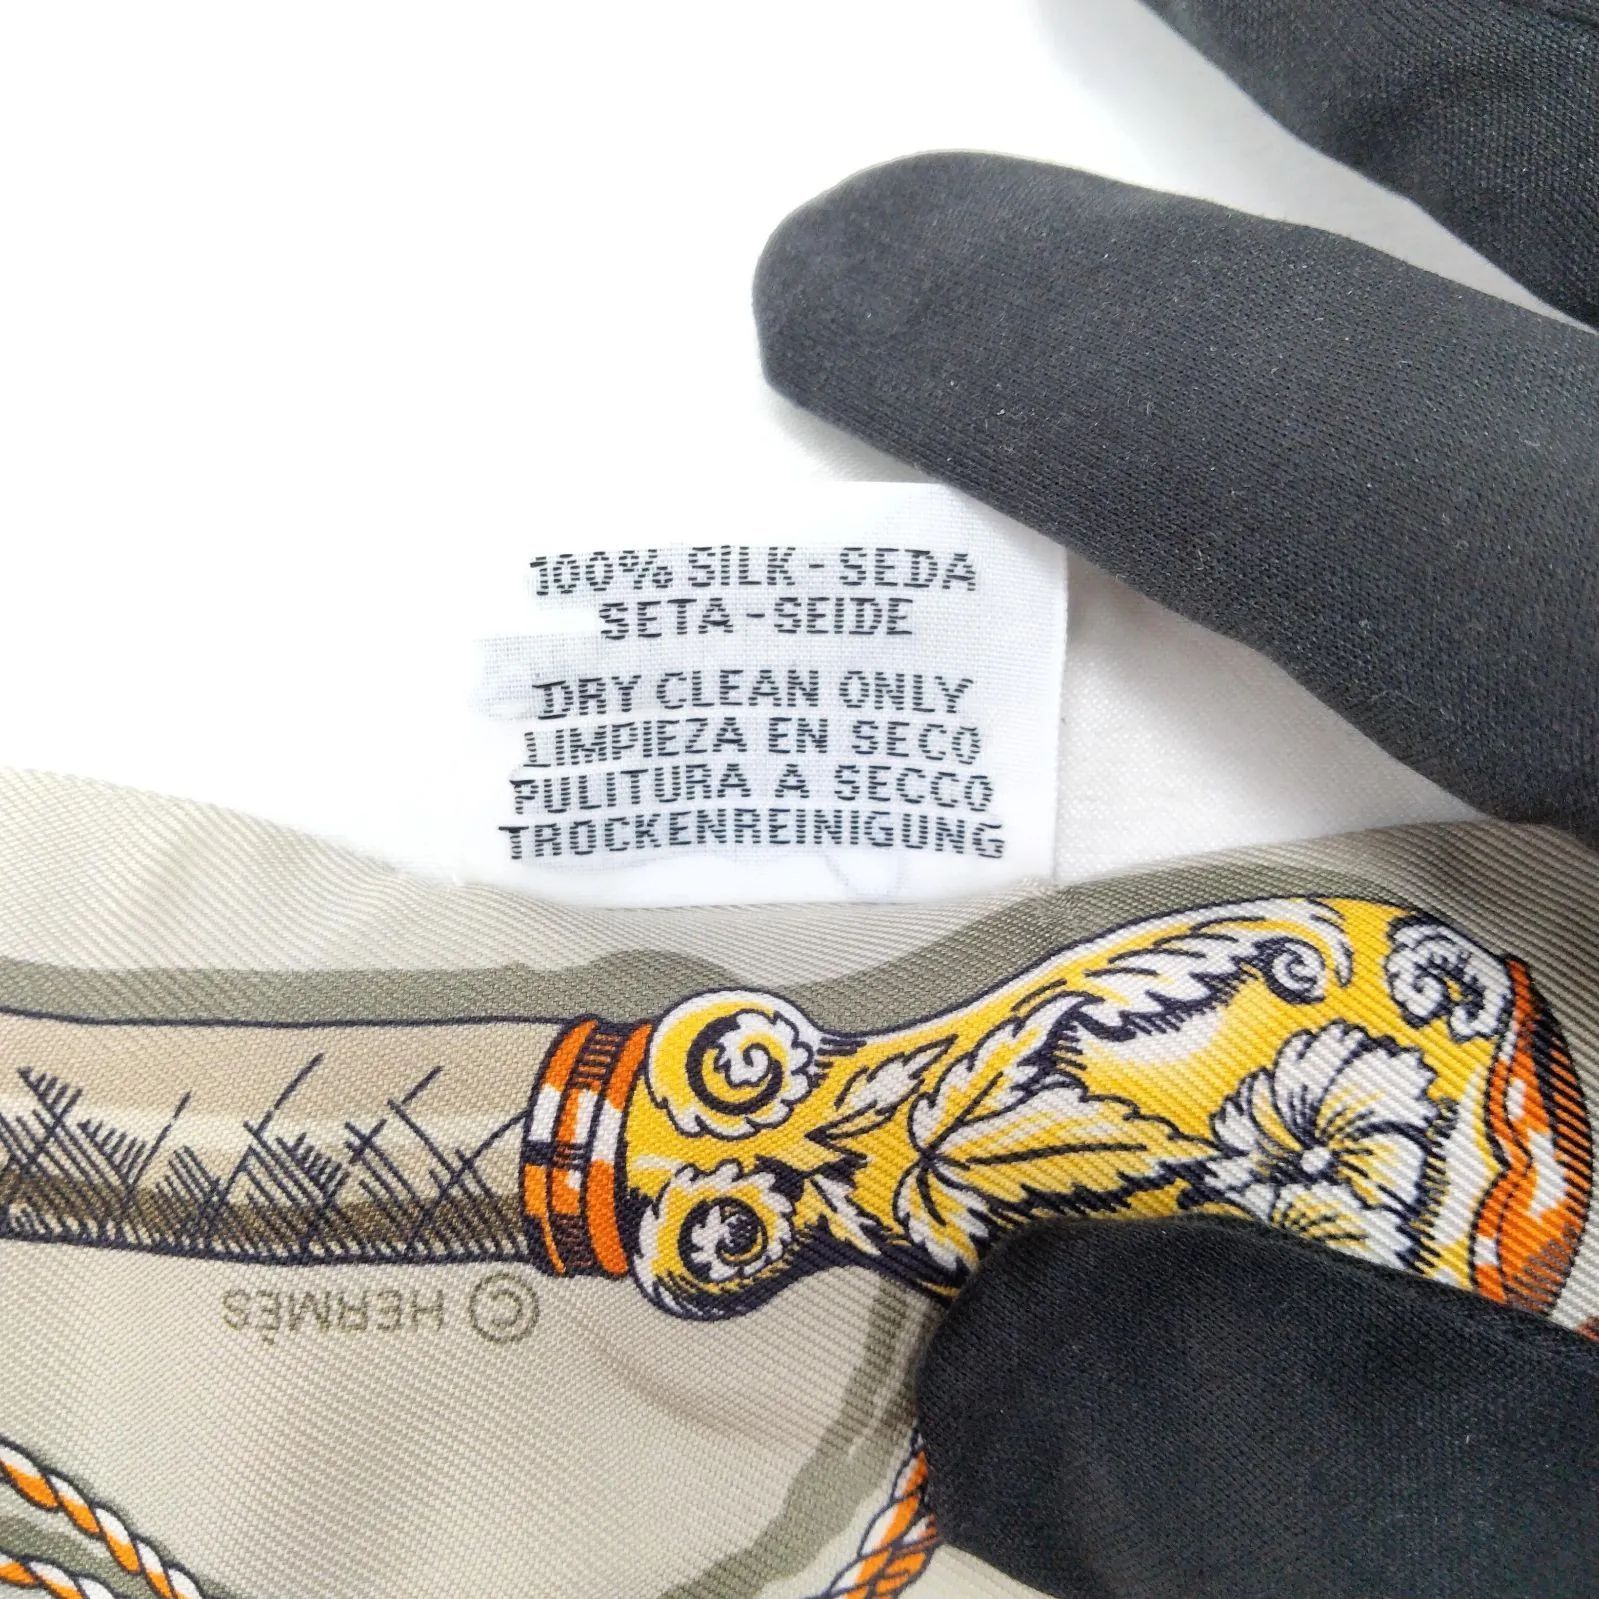 100% SILK - SEDA
SETA - SEIDE
DRY CLEAN ONLY
LIMPIEZA EN SECO
PULITURA A SECCO
TROCKENREINIGUNG
© HERMÈS